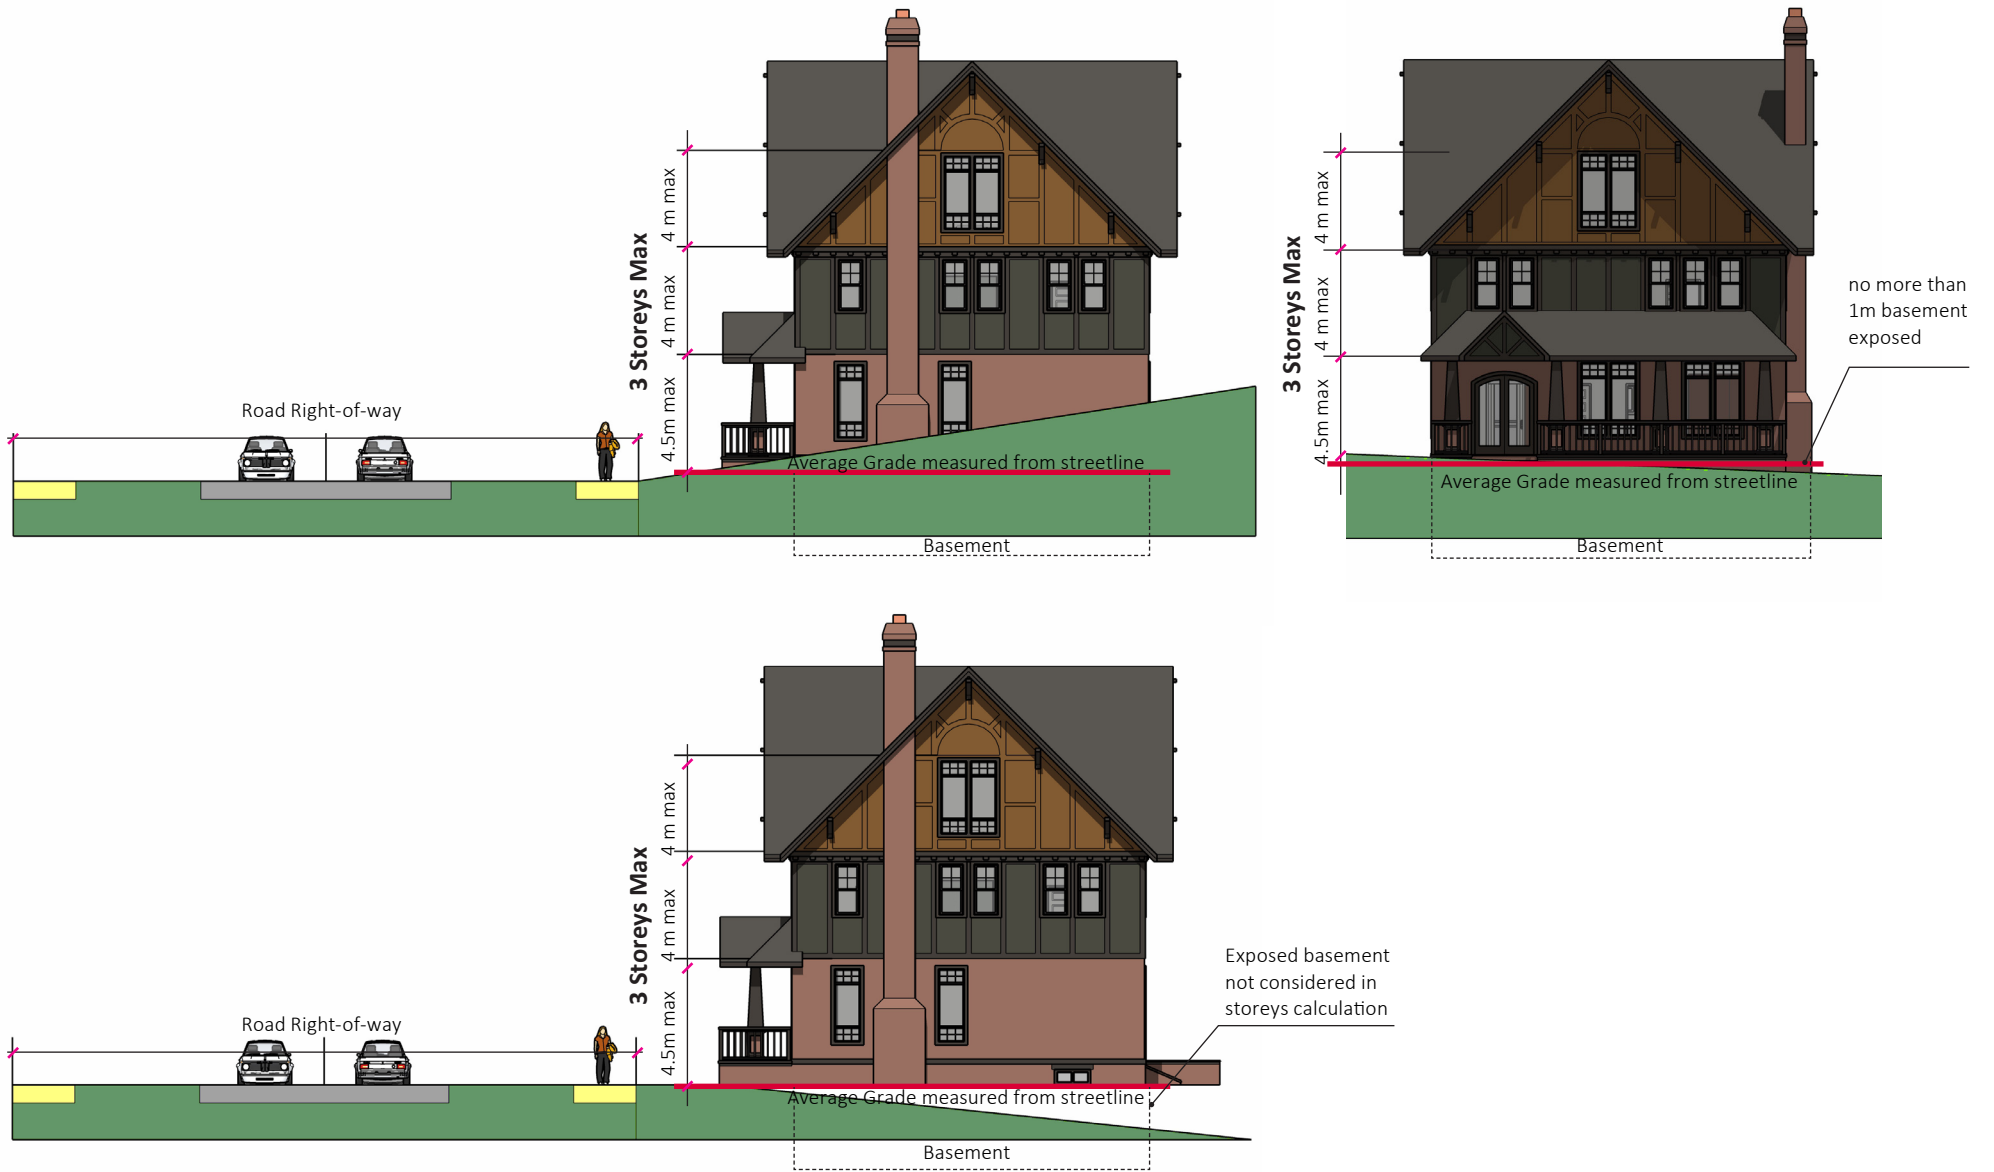 Road Right-of-way
3 Storeys Max
4 m max
4 m max
4.5m max
Average Grade measured from streetline
Basement
3 Storeys Max
4 m max
4 m max
4.5m max
no more than
1m basement
exposed
Average Grade measured from streetline
Basement
Road Right-of-way
3 Storeys Max
4 m max
4 m max
4.5m max
Exposed basement
not considered in
storeys calculation
Average Grade measured from streetline
Basement